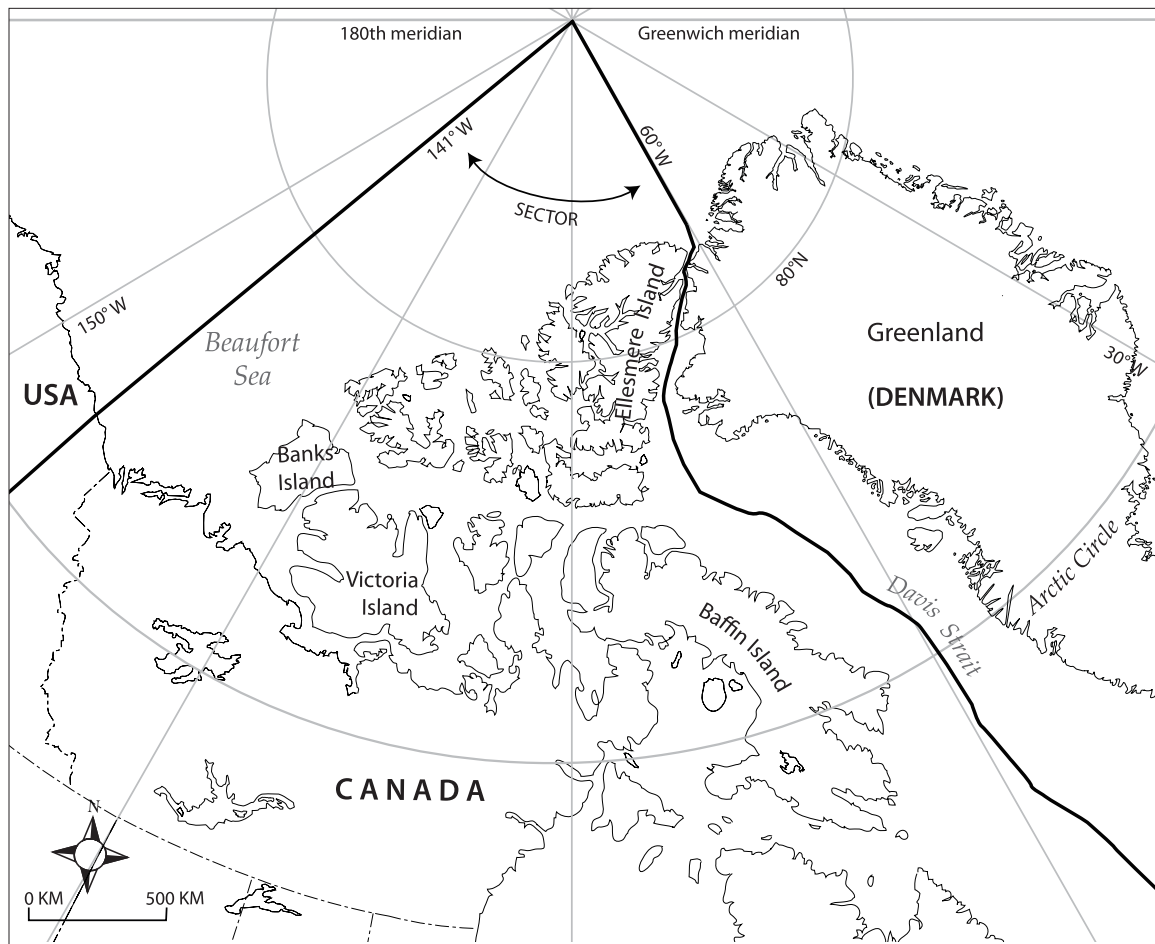 180th meridian
Greenwich meridian
141° W
60° W
SECTOR
80°N
150° W
Beaufort
Sea
Ellesmere Island
Greenland
(DENMARK)
30°W
USA
Banks
Island
Victoria
Island
Baffin Island
Davis Strait
Arctic Circle
CANADA
N
0 KM
500 KM